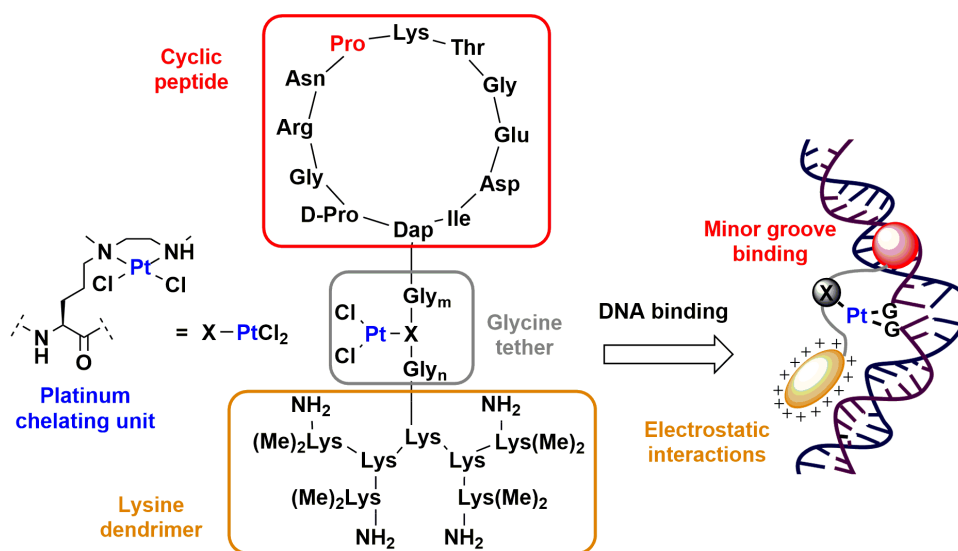 Cyclic
peptide
Pro
Lys
Thr
Gly
Glu
Asp
Ile
Dap
D-Pro
Gly
Arg
Asn
N
NH
Pt
Cl
Cl
N
H
O
= X–PtCl2
Platinum
chelating unit
Glym
Cl
Pt X
Cl
Glyn
Glycine
tether
DNA binding
Minor groove
binding
X
Pt
G
G
+ + + + + + + + + + + + + + + +
Electrostatic
interactions
NH2
NH2
Lys
(Me)2Lys
Lys(Me)2
Lys
Lys
(Me)2Lys
Lys(Me)2
NH2
NH2
Lysine
dendrimer